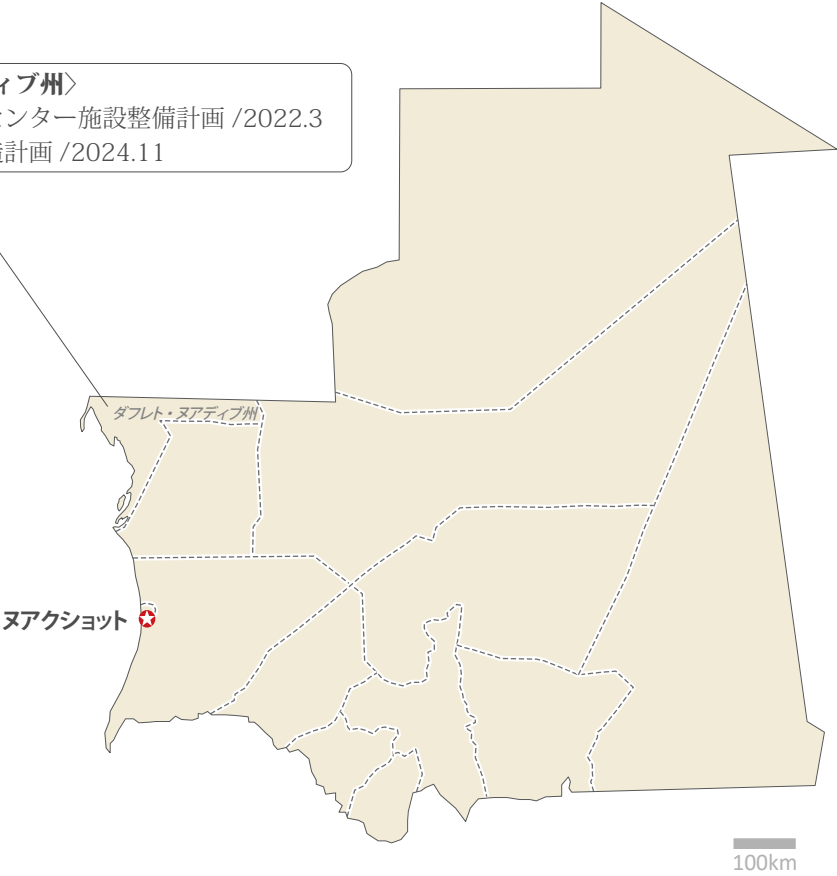 ィブ州〉
センター施設整備計画 /2022.3
計画 /2024.11
ダフレト・ヌアディブ州
ヌアクショット
100km